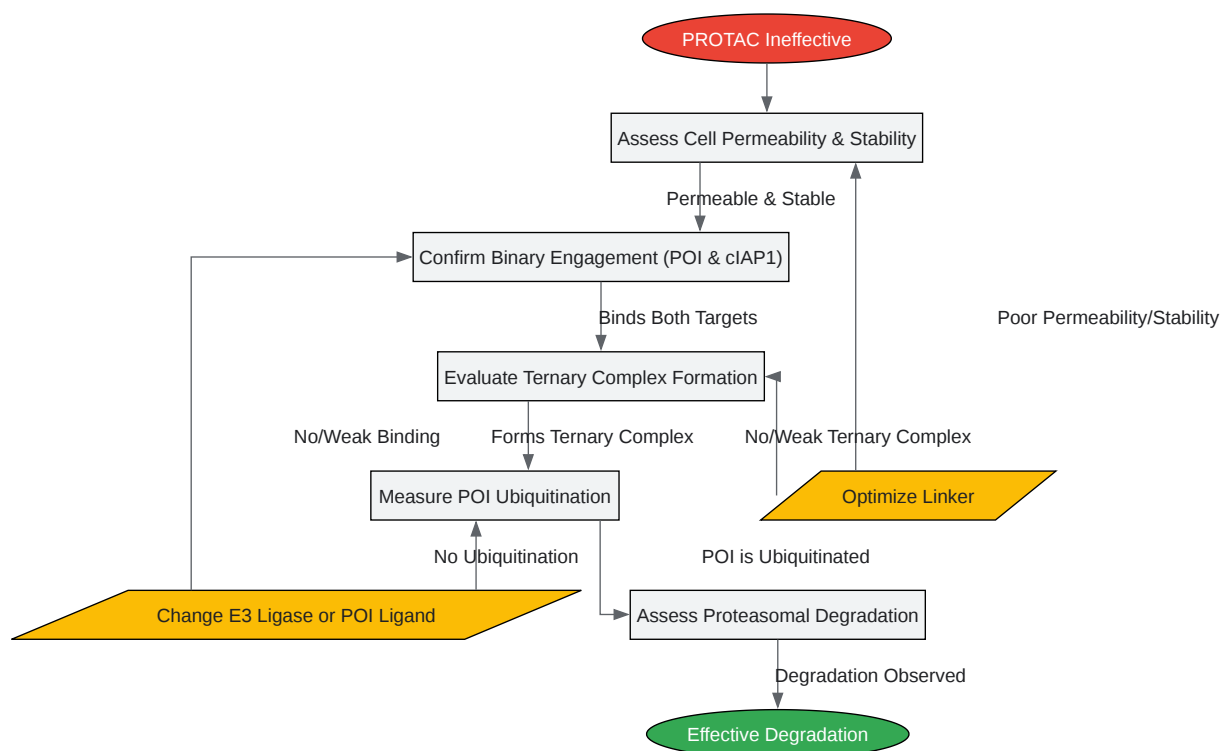 PROTAC Ineffective
Assess Cell Permeability & Stability
Permeable & Stable
Confirm Binary Engagement (POI & cIAP1)
Binds Both Targets
Poor Permeability/Stability
Evaluate Ternary Complex Formation
No/Weak Binding
Forms Ternary Complex
No/Weak Ternary Complex
Measure POI Ubiquitination
Optimize Linker
No Ubiquitination
POI is Ubiquitinated
Change E3 Ligase or POI Ligand
Assess Proteasomal Degradation
Degradation Observed
Effective Degradation